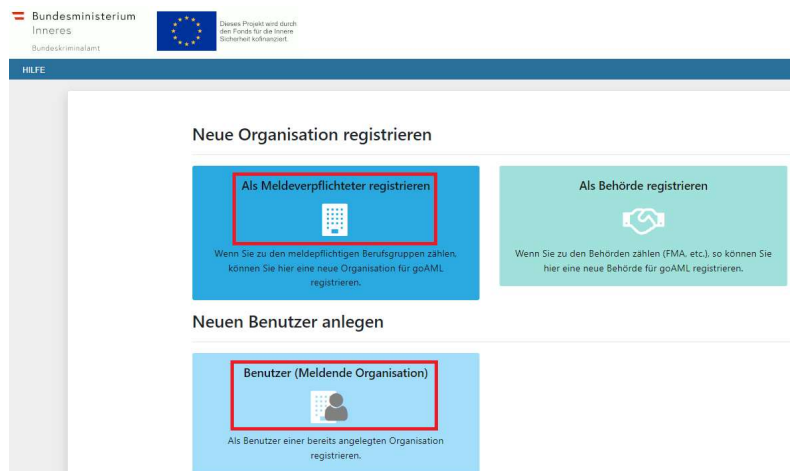 Bundesministerium
Inneres
Bundeskriminalamt
Dieses Projekt wird durch
den Fonds für die Innere
Sicherheit kofinanziert.
HILFE
Neue Organisation registrieren
Als Meldeverpflichteter registrieren
Wenn Sie zu den meldepflichtigen Berufsgruppen zählen,
können Sie hier eine neue Organisation für goAML
registrieren.
Als Behörde registrieren
Wenn Sie zu den Behörden zählen (FMA, etc.), so können Sie
hier eine neue Behörde für goAML registrieren.
Neuen Benutzer anlegen
Benutzer (Meldende Organisation)
Als Benutzer einer bereits angelegten Organisation
registrieren.